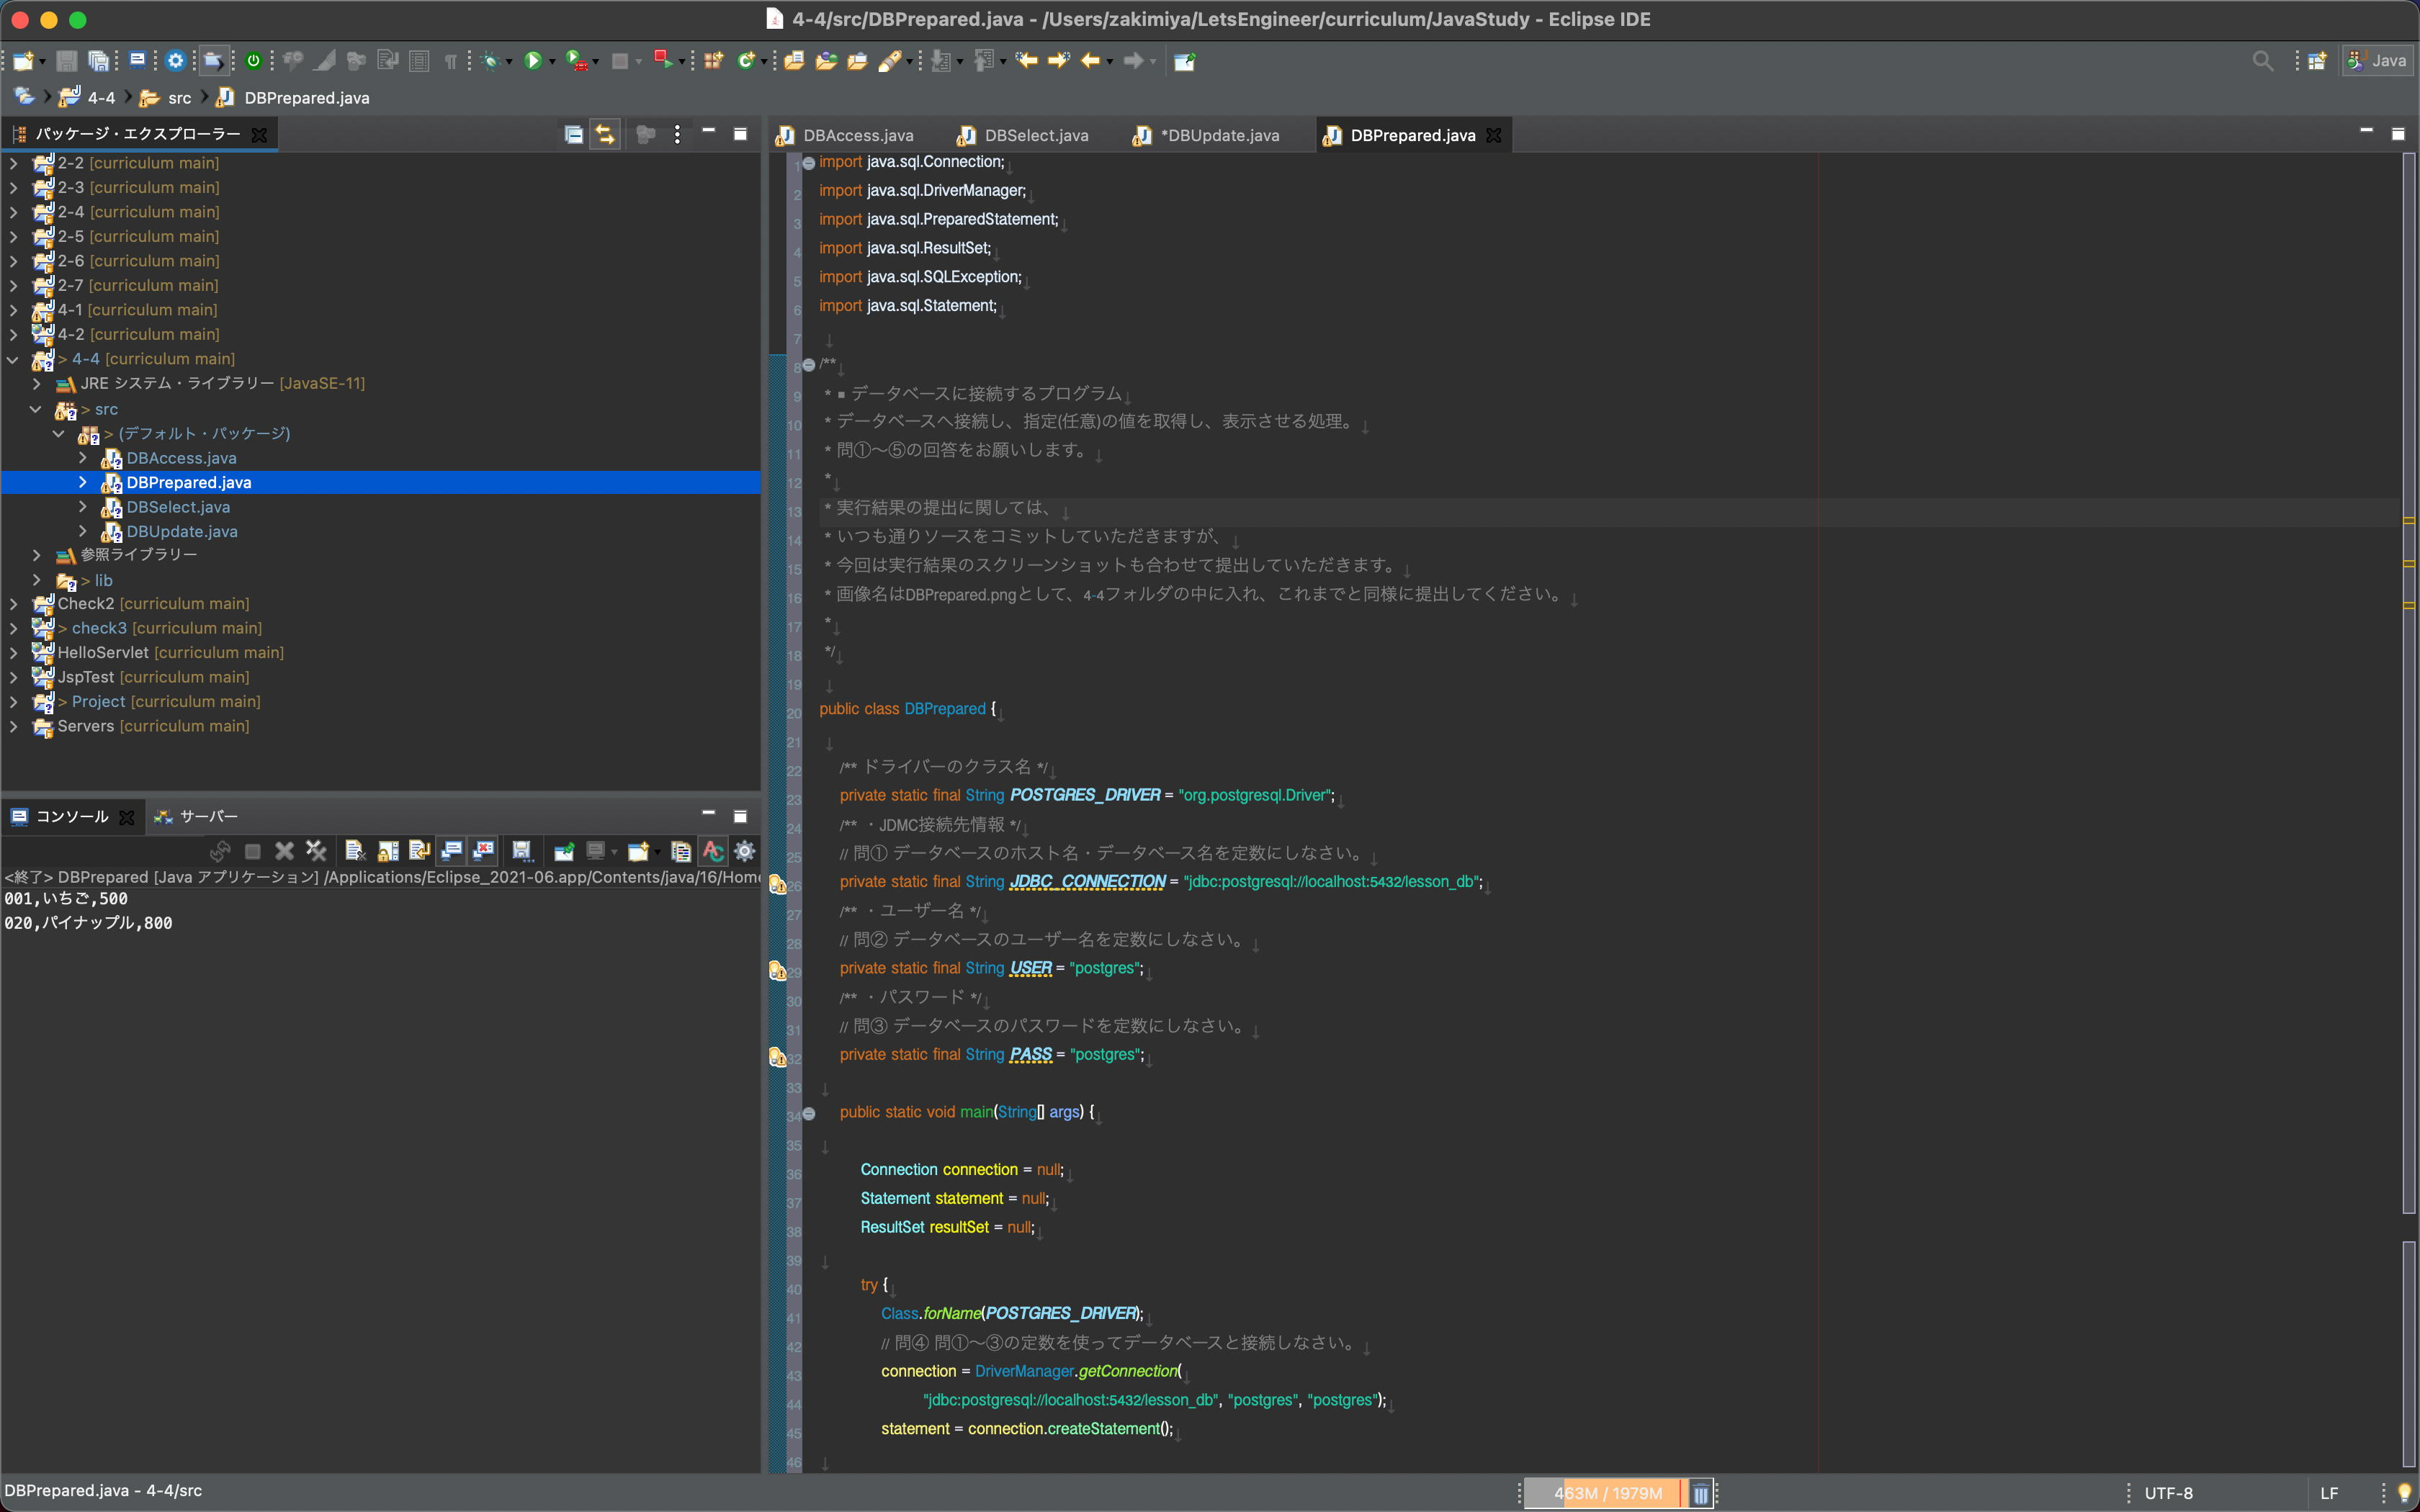 4-4/src/DBPrepared.java - /Users/zakimiya/LetsEngineer/curriculum/JavaStudy - Eclipse IDE
Java
4-4
src
DBPrepared.java
パッケージ・エクスプローラー
2-2 [curriculum main]
2-3 [curriculum main]
2-4 [curriculum main]
2-5 [curriculum main]
2-6 [curriculum main]
2-7 [curriculum main]
4-1 [curriculum main]
4-2 [curriculum main]
> 4-4 [curriculum main]
JRE システム・ライブラリー [JavaSE-11]
> src
> (デフォルト・パッケージ)
DBAccess.java
DBPrepared.java
DBSelect.java
DBUpdate.java
参照ライブラリー
> lib
Check2 [curriculum main]
> check3 [curriculum main]
HelloServlet [curriculum main]
JspTest [curriculum main]
> Project [curriculum main]
Servers [curriculum main]
コンソール
サーバー
<終了> DBPrepared [Java アプリケーション] /Applications/Eclipse_2021-06.app/Contents/java/16/Home
001,いちご,500
020,パイナップル,800
DBAccess.java
DBSelect.java
*DBUpdate.java
DBPrepared.java
1 import java.sql.Connection;
2 import java.sql.DriverManager;
3 import java.sql.PreparedStatement;
4 import java.sql.ResultSet;
5 import java.sql.SQLException;
6 import java.sql.Statement;
7
8 /**
9 * ■ データベースに接続するプログラム
10 * データベースへ接続し、指定(任意)の値を取得し、表示させる処理。
11 * 問①〜⑤の回答をお願いします。
12 *
13 * 実行結果の提出に関しては、
14 * いつも通りソースをコミットしていただきますが、
15 * 今回は実行結果のスクリーンショットも合わせて提出していただきます。
16 * 画像名はDBPrepared.pngとして、4-4フォルダの中に入れ、これまでと同様に提出してください。
17 *
18 */
19
20 public class DBPrepared {
21
22 /** ドライバーのクラス名 */
23 private static final String POSTGRES_DRIVER = "org.postgresql.Driver";
24 /** ・JDMC接続先情報 */
25 // 問① データベースのホスト名・データベース名を定数にしなさい。
26 private static final String JDBC_CONNECTION = "jdbc:postgresql://localhost:5432/lesson_db";
27 /** ・ユーザー名 */
28 // 問② データベースのユーザー名を定数にしなさい。
29 private static final String USER = "postgres";
30 /** ・パスワード */
31 // 問③ データベースのパスワードを定数にしなさい。
32 private static final String PASS = "postgres";
33
34 public static void main(String[] args) {
35
36 Connection connection = null;
37 Statement statement = null;
38 ResultSet resultSet = null;
39
40 try {
41 Class.forName(POSTGRES_DRIVER);
42 // 問④ 問①〜③の定数を使ってデータベースと接続しなさい。
43 connection = DriverManager.getConnection(
44 "jdbc:postgresql://localhost:5432/lesson_db", "postgres", "postgres");
45 statement = connection.createStatement();
46
DBPrepared.java - 4-4/src
463M / 1979M
UTF-8
LF